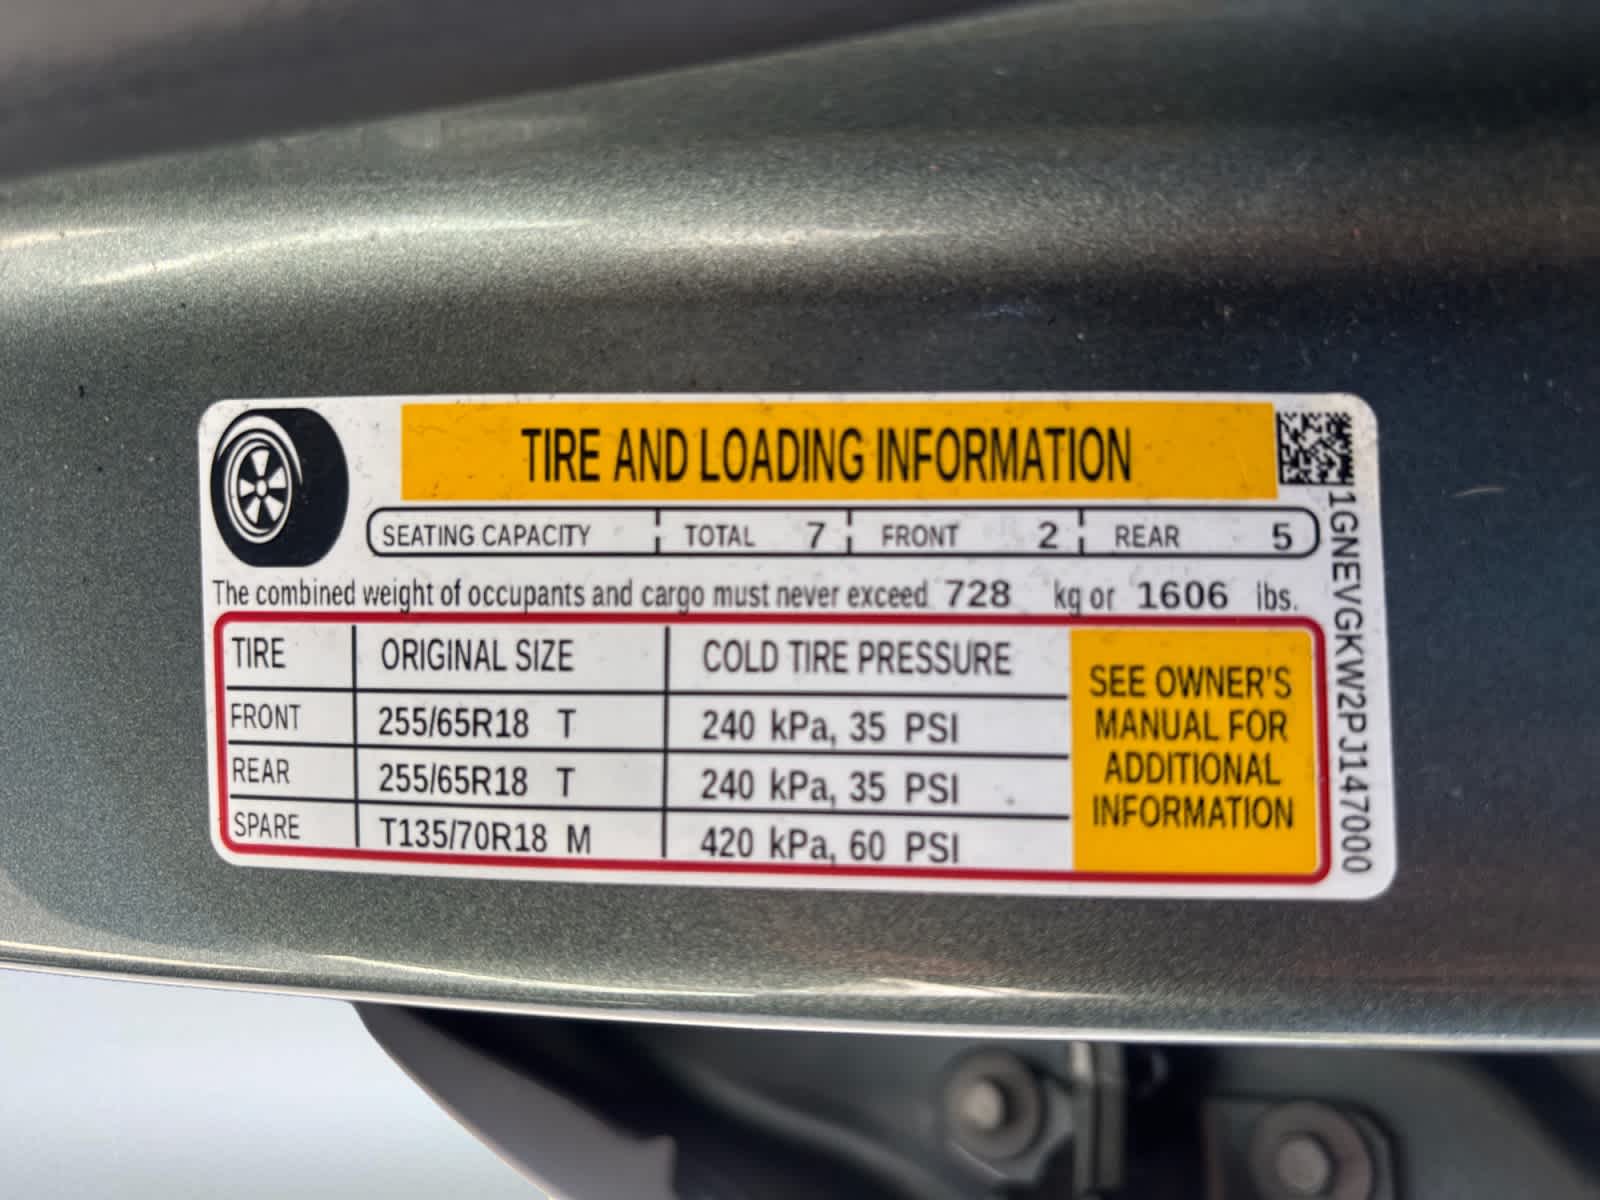 TIRE AND LOADING INFORMATION
SEATING CAPACITY TOTAL 7 FRONT 2 REAR 5
The combined weight of occupants and cargo must never exceed 728 kg or 1606 lbs.
TIRE ORIGINAL SIZE COLD TIRE PRESSURE
FRONT 255/65R18 T 240 kPa, 35 PSI
REAR 255/65R18 T 240 kPa, 35 PSI
SPARE T135/70R18 M 420 kPa, 60 PSI
SEE OWNER'S
MANUAL FOR
ADDITIONAL
INFORMATION
1GNEVGKW2PJ147000